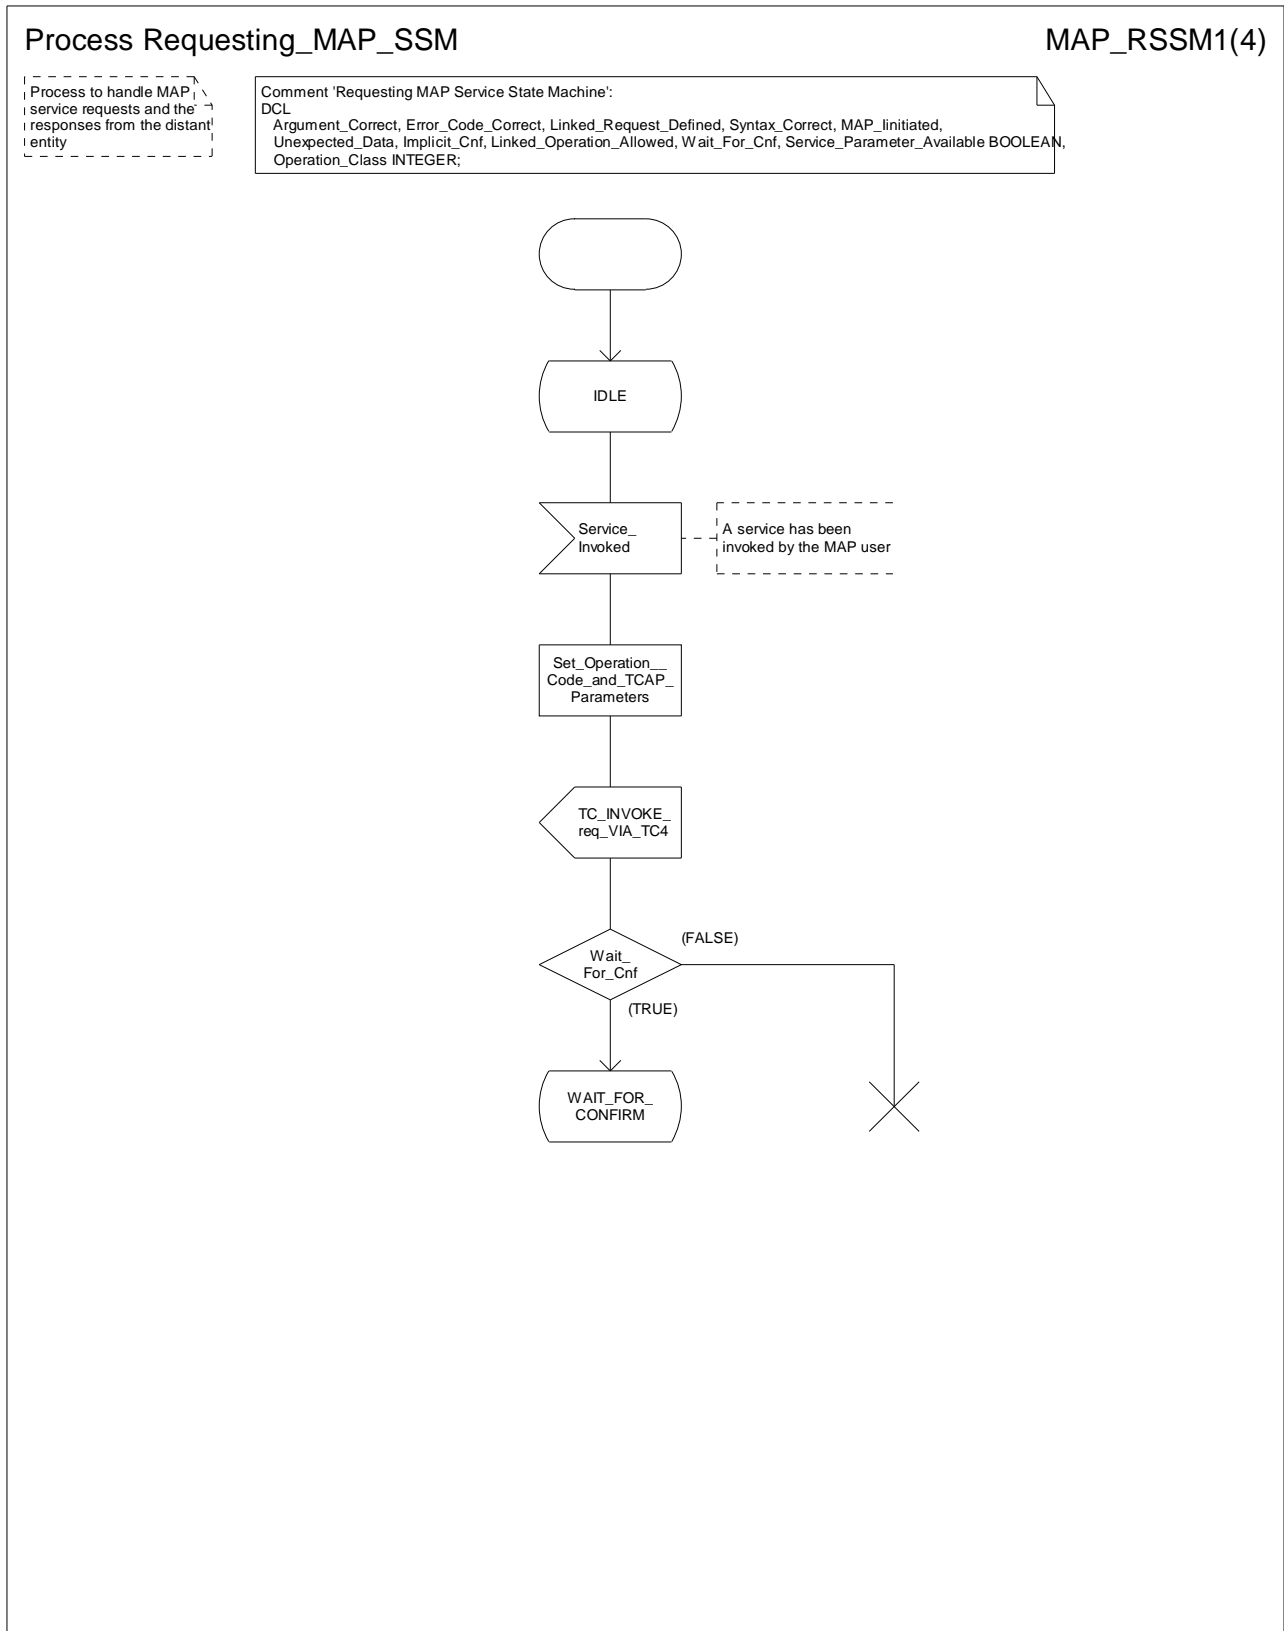 Process Requesting_MAP_SSM
MAP_RSSM1(4)
Process to handle MAP
service requests and the
responses from the distant
entity
Comment 'Requesting MAP Service State Machine':
DCL
Argument_Correct, Error_Code_Correct, Linked_Request_Defined, Syntax_Correct, MAP_Iinitiated,
Unexpected_Data, Implicit_Cnf, Linked_Operation_Allowed, Wait_For_Cnf, Service_Parameter_Available BOOLEAN,
Operation_Class INTEGER;
IDLE
Service_
Invoked
A service has been
invoked by the MAP user
Set_Operation__
Code_and_TCAP_
Parameters
TC_INVOKE_
req_VIA_TC4
Wait_
For_Cnf
(FALSE)
(TRUE)
WAIT_FOR_
CONFIRM